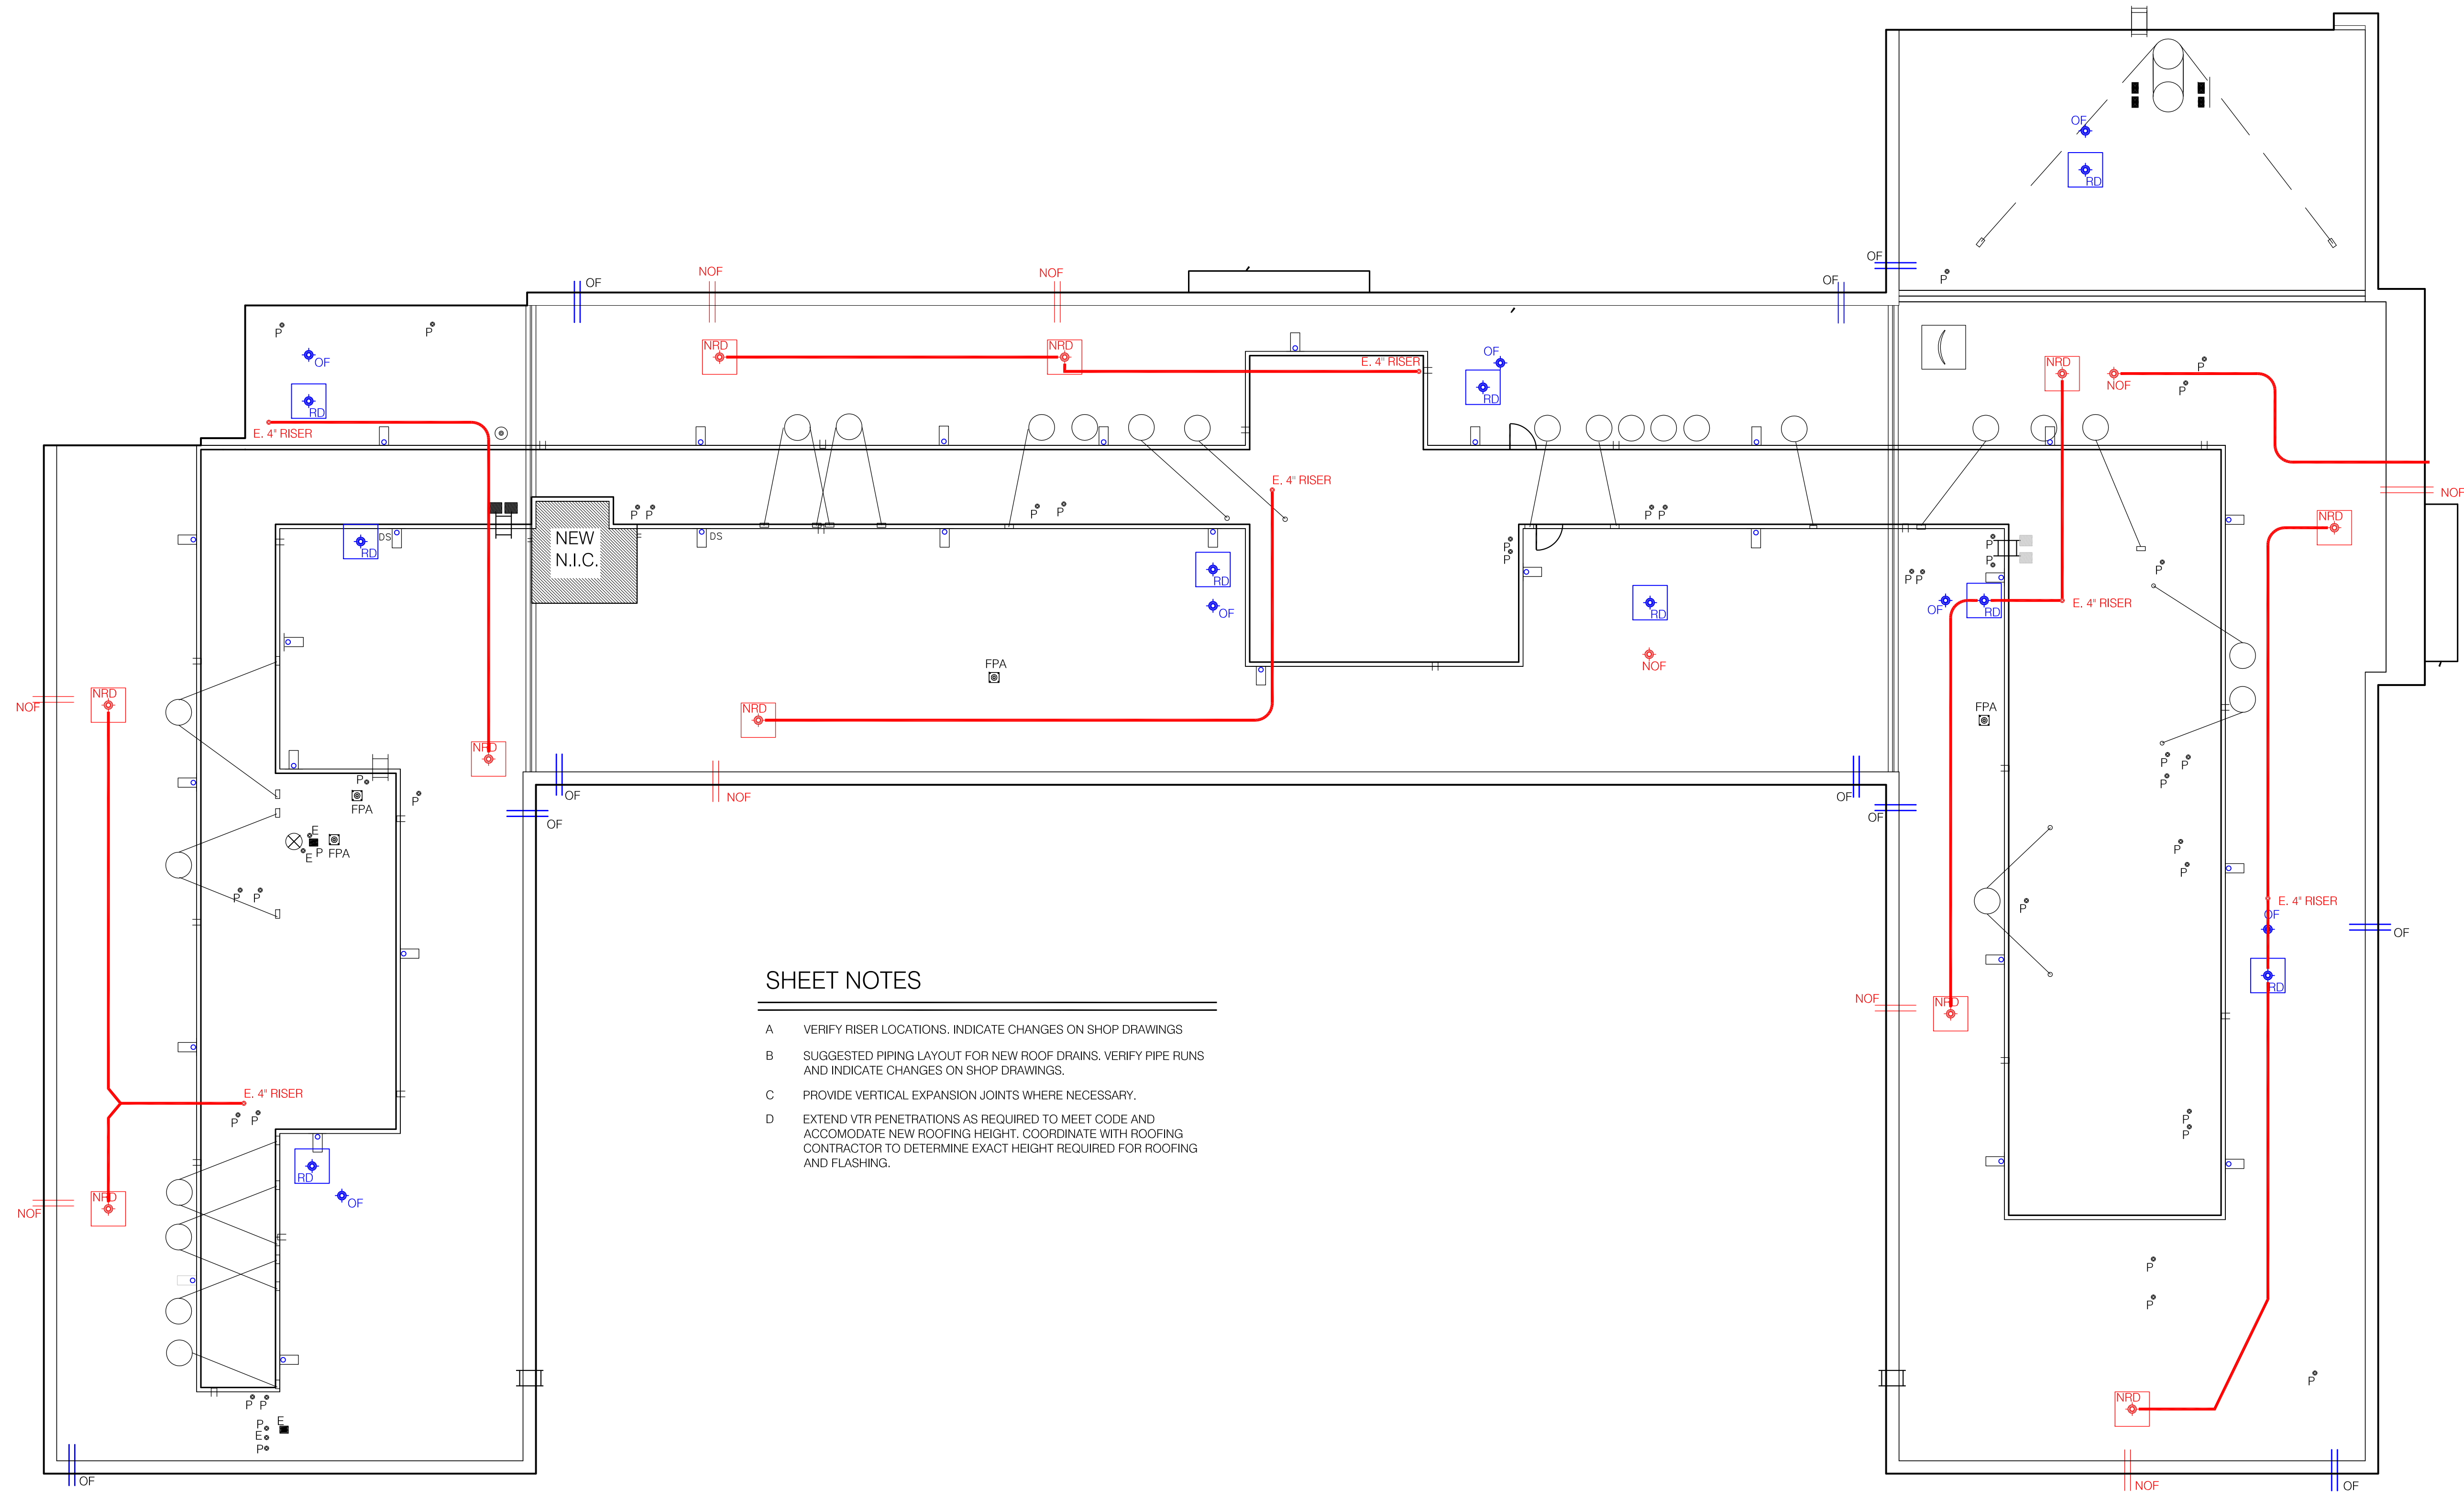 OF
RD
OF
P
NOF
NOF
OF
OF
P
P
OF
NRD
NRD
E. 4" RISER
OF
RD
NRD
NOF
P
P
RD
E. 4" RISER
E. 4" RISER
NOF
P
P
P
P
P
P
NRD
RD
DS
NEW
N.I.C.
DS
P
P
P
P
P
RD
P
P
OF
RD
OF
RD
E. 4" RISER
FPA
NOF
NOF
NRD
NRD
FPA
NRD
P
FPA
P
OF
NOF
OF
P
P
P
OF
OF
E
E
P
FPA
P
P
P
P
P
E. 4" RISER
OF
OF
RD
SHEET NOTES
NOF
NRD
A VERIFY RISER LOCATIONS. INDICATE CHANGES ON SHOP DRAWINGS
B SUGGESTED PIPING LAYOUT FOR NEW ROOF DRAINS. VERIFY PIPE RUNS
AND INDICATE CHANGES ON SHOP DRAWINGS.
C PROVIDE VERTICAL EXPANSION JOINTS WHERE NECESSARY.
D EXTEND VTR PENETRATIONS AS REQUIRED TO MEET CODE AND
ACCOMODATE NEW ROOFING HEIGHT. COORDINATE WITH ROOFING
CONTRACTOR TO DETERMINE EXACT HEIGHT REQUIRED FOR ROOFING
AND FLASHING.
E. 4" RISER
P
P
P
P
RD
OF
NRD
NOF
P
P
P
NRD
P
P
P
E
E
P
OF
NOF
OF